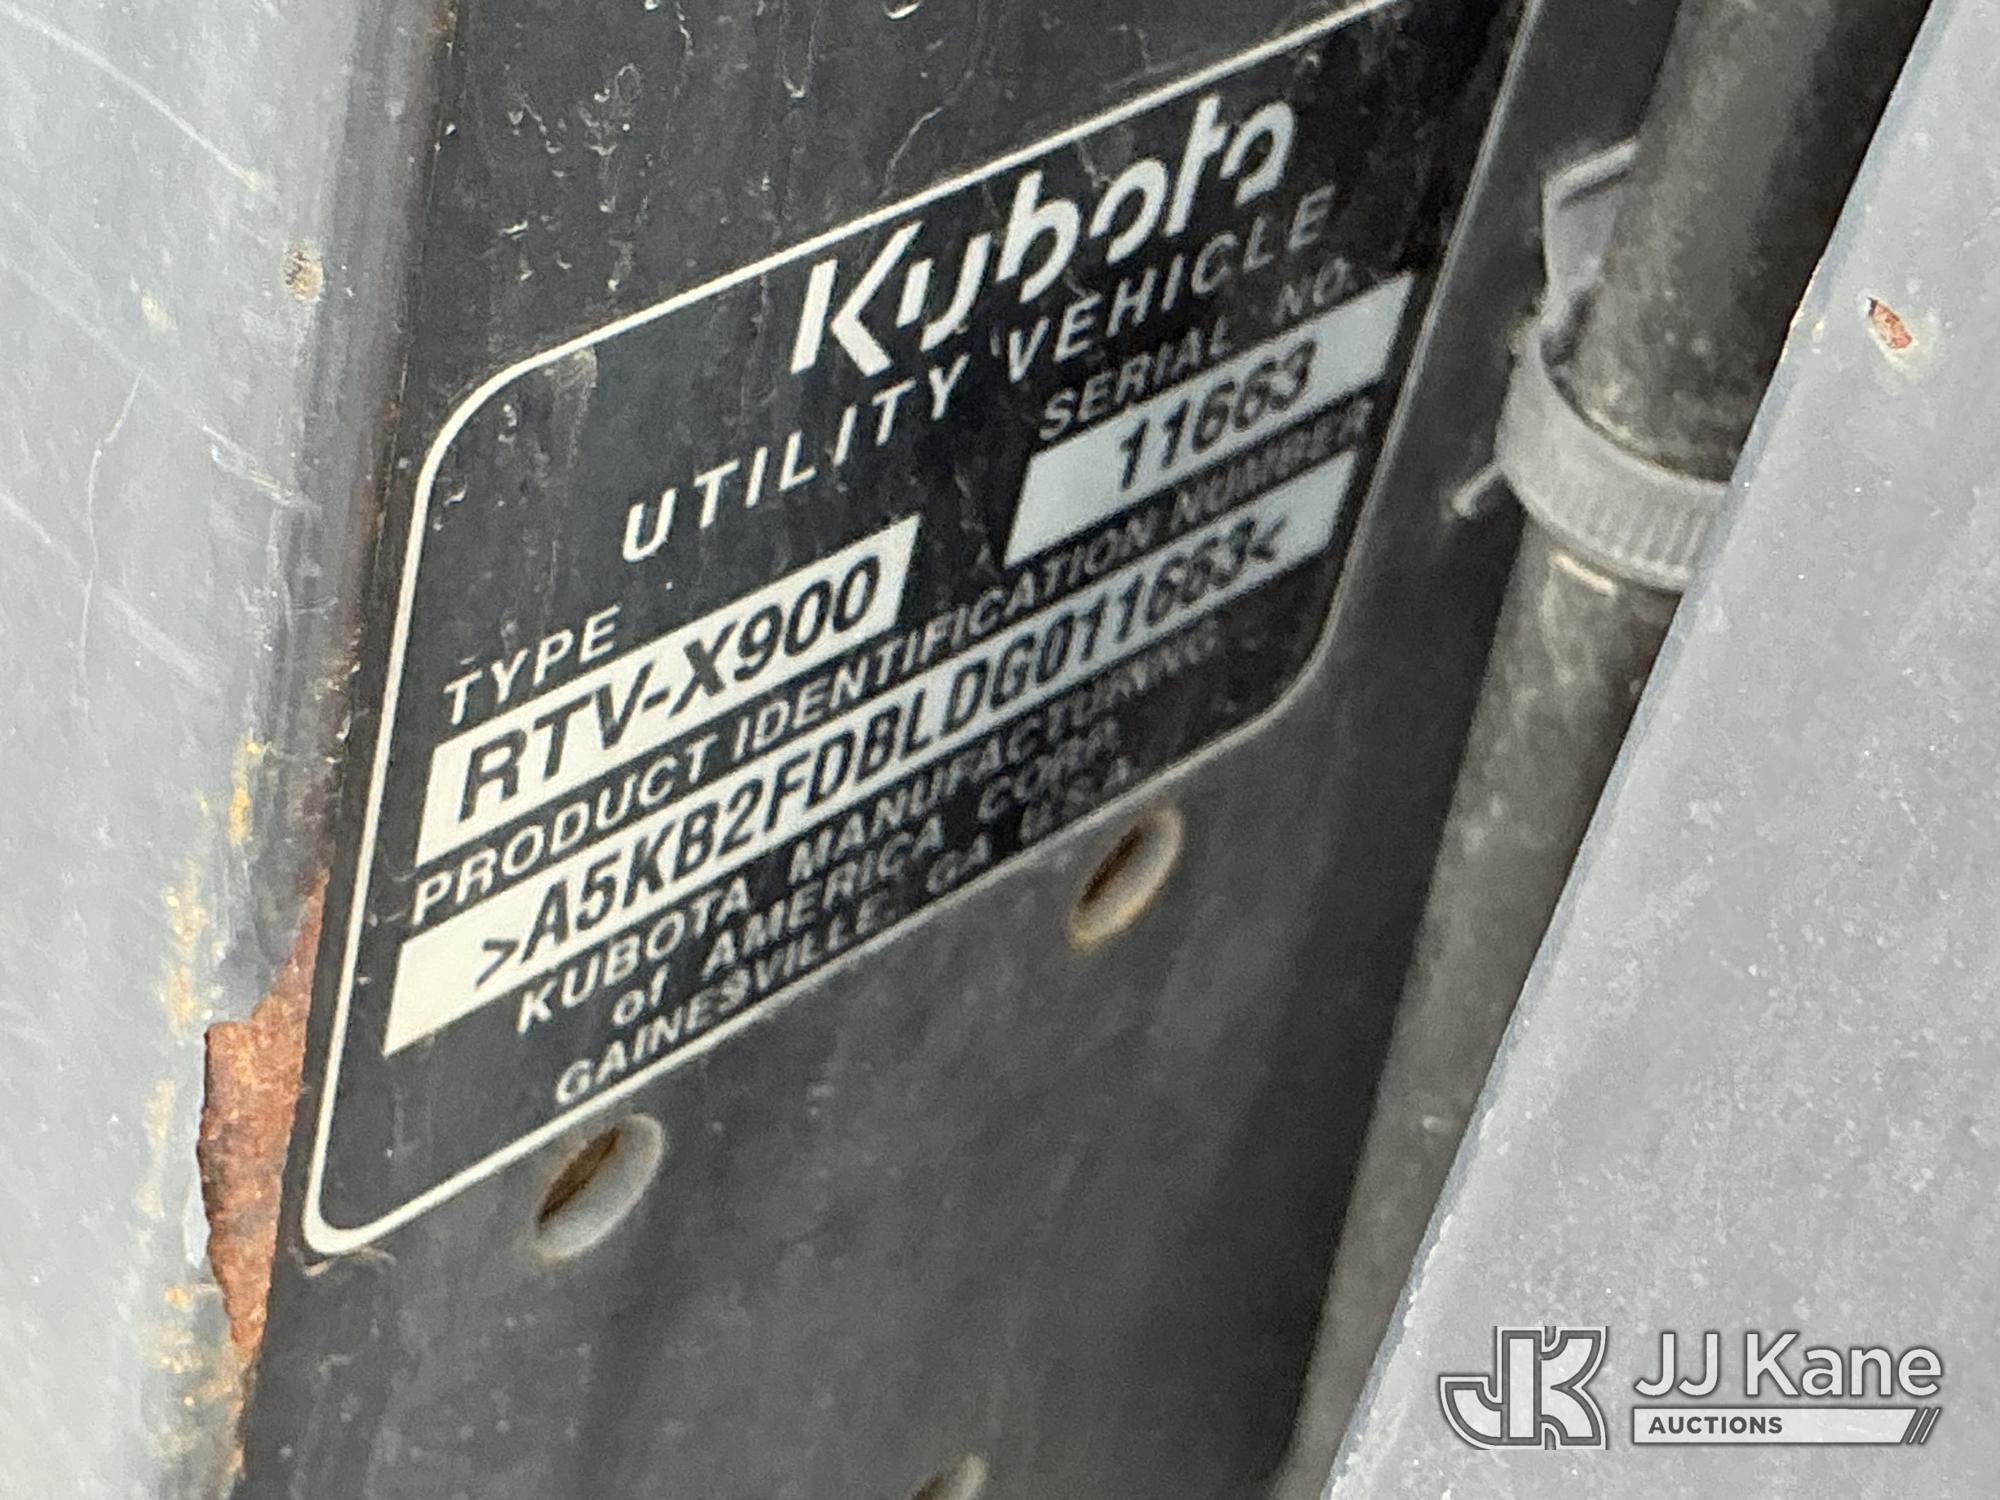 Kubota
UTILITY VEHICLE
TYPE
SERIAL NO.
RTV-X900
11663
PRODUCT IDENTIFICATION NUMBER
>A5KB2FDBLDG011663<
KUBOTA MANUFACTURING
of AMERICA CORP.
GAINESVILLE, GA U.S.A.
JK
JJ Kane
AUCTIONS